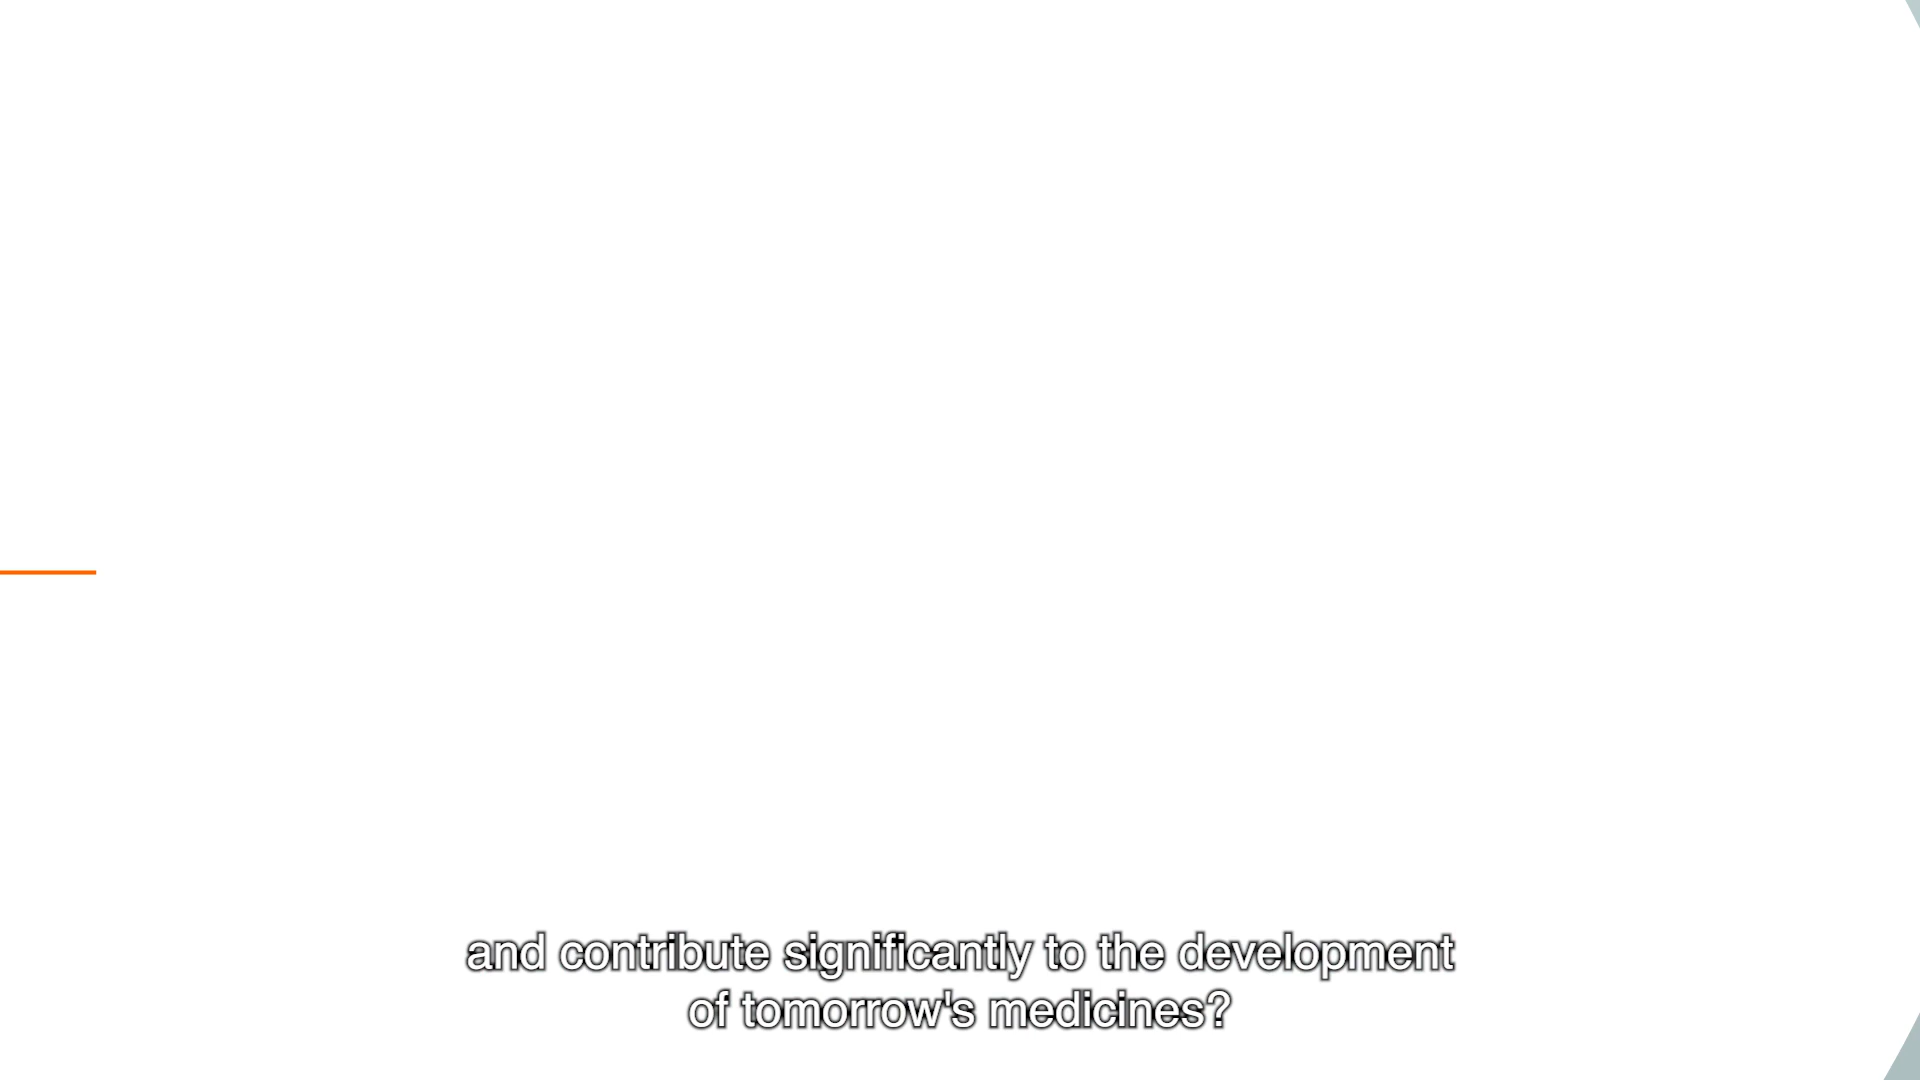 and contribute significantly to the development
of tomorrow's medicines?